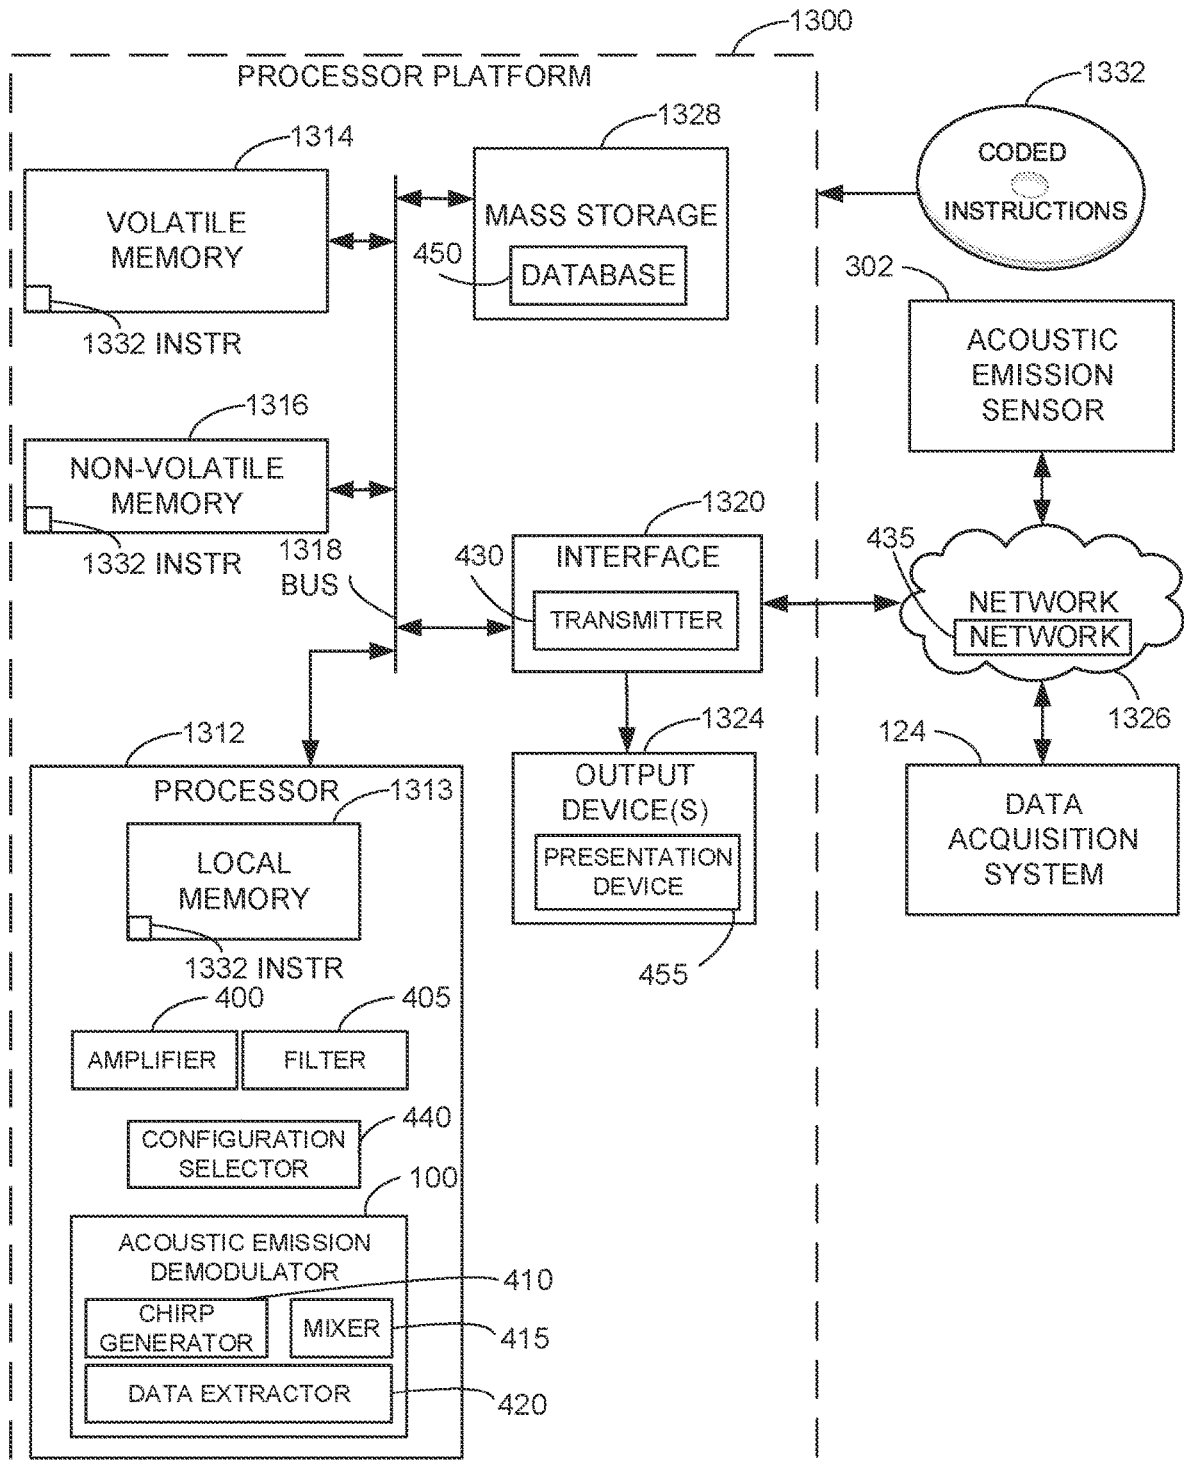 1300
PROCESSOR PLATFORM
1332
1314
1328
CODED
INSTRUCTIONS
VOLATILE
MEMORY
MASS STORAGE
450
DATABASE
302
1332 INSTR
ACOUSTIC
EMISSION
SENSOR
1316
NON-VOLATILE
MEMORY
1332 INSTR
1318
BUS
1320
430
INTERFACE
TRANSMITTER
435
NETWORK
NETWORK
1326
1312
1324
124
PROCESSOR
1313
OUTPUT
DEVICE(S)
DATA
ACQUISITION
SYSTEM
LOCAL
MEMORY
PRESENTATION
DEVICE
1332 INSTR
455
400
405
AMPLIFIER
FILTER
440
CONFIGURATION
SELECTOR
100
ACOUSTIC EMISSION
DEMODULATOR
410
CHIRP
GENERATOR
MIXER
415
DATA EXTRACTOR
420